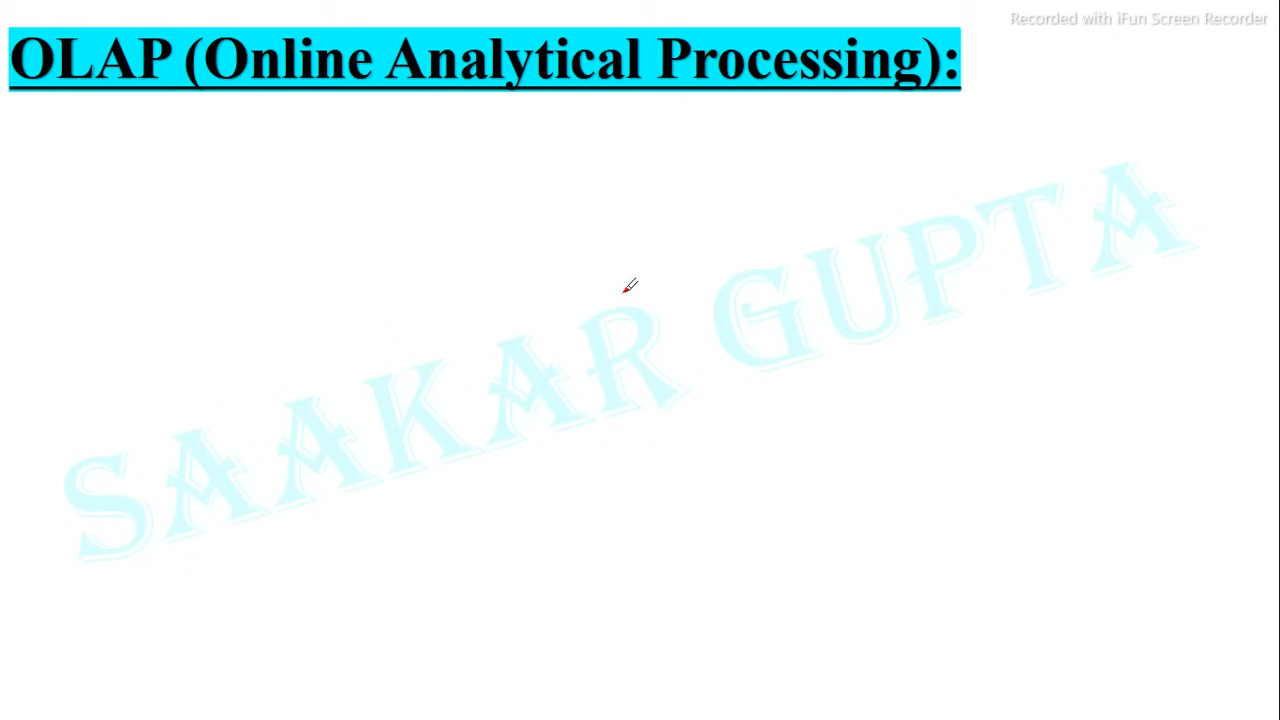 Recorded with iFun Screen Recorder
OLAP (Online Analytical Processing):
SAAKAR GUPTA